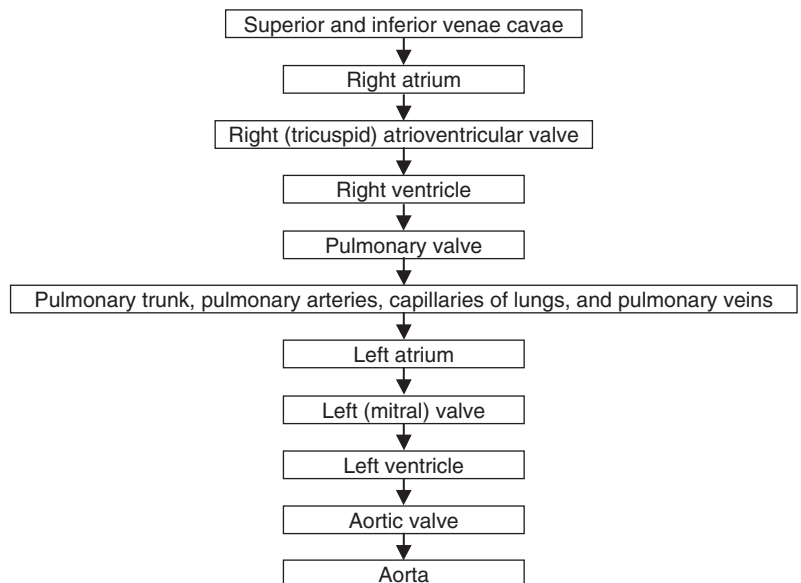 Superior and inferior venae cavae
Right atrium
Right (tricuspid) atrioventricular valve
Right ventricle
Pulmonary valve
Pulmonary trunk, pulmonary arteries, capillaries of lungs, and pulmonary veins
Left atrium
Left (mitral) valve
Left ventricle
Aortic valve
Aorta